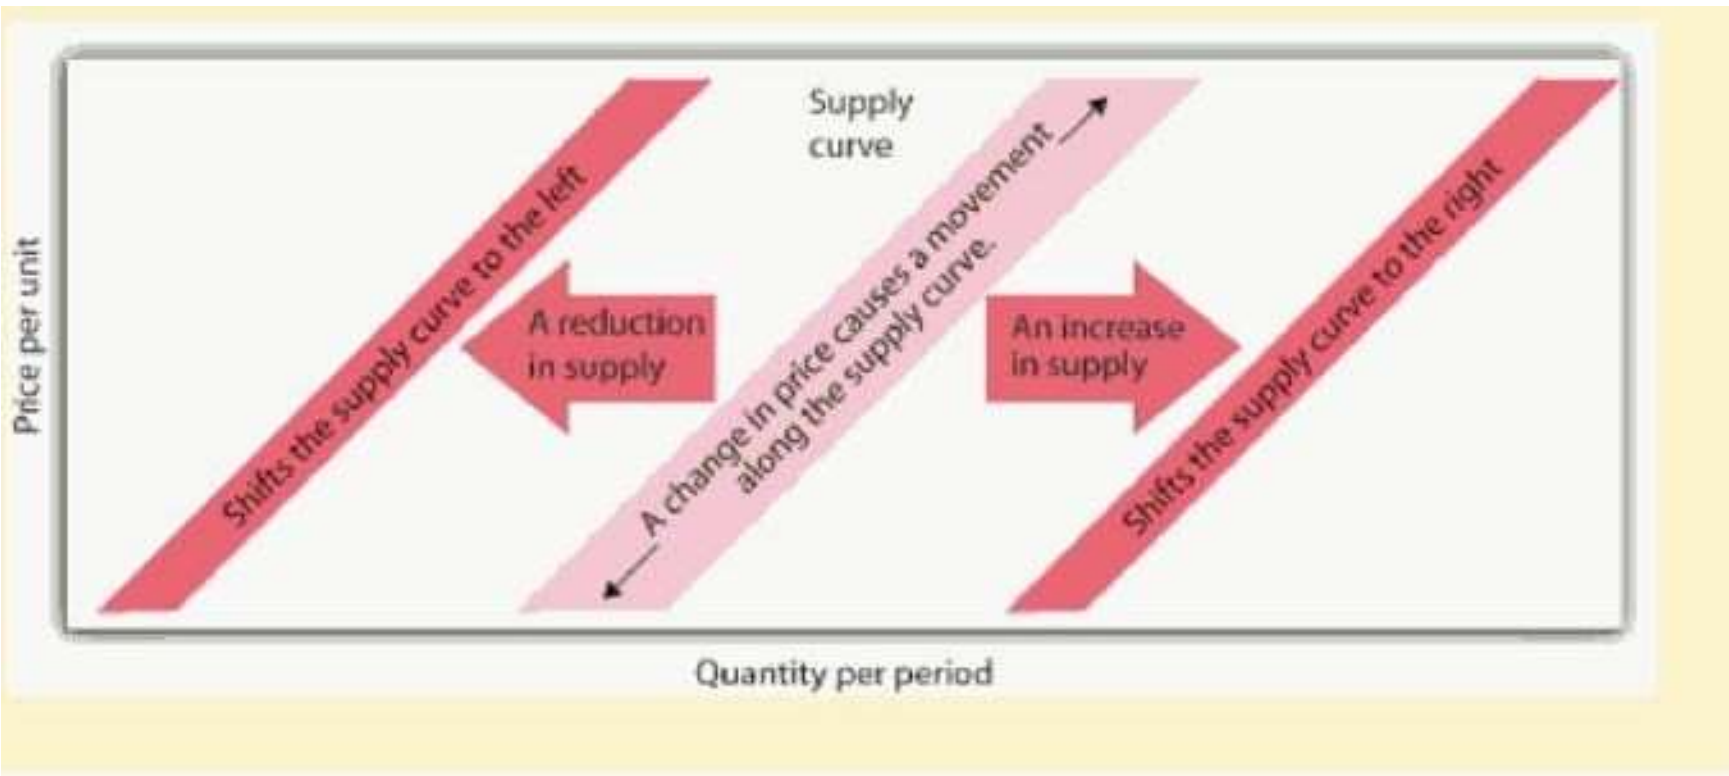 Supply
curve
Price per unit
Shifts the supply curve to the left
A reduction
in supply
A change in price causes a movement
along the supply curve.
An increase
in supply
Shifts the supply curve to the right
Quantity per period